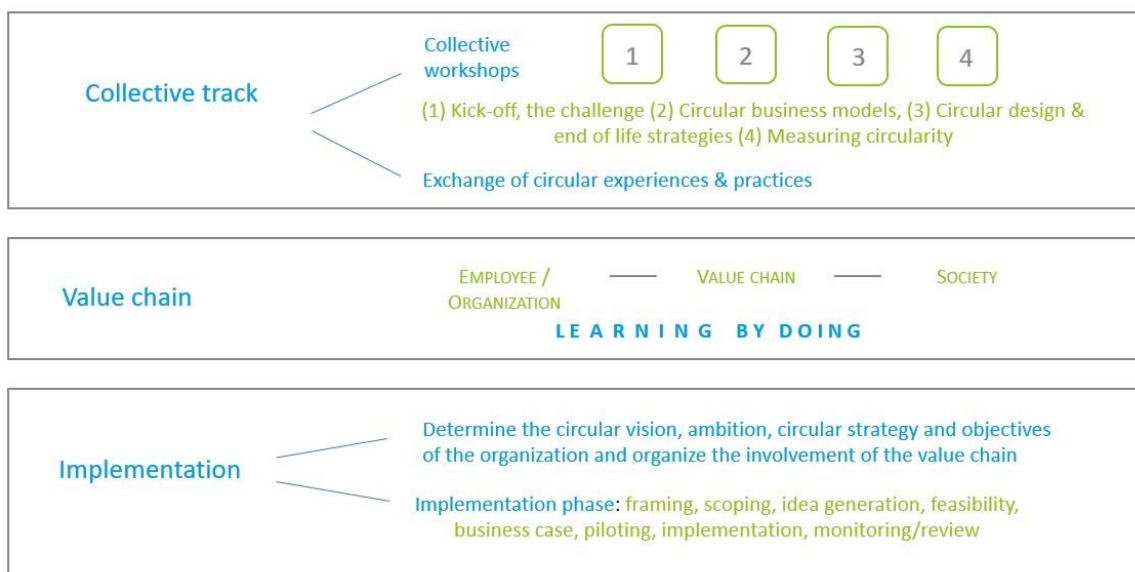 Collective track
Collective
workshops
1
2
3
4
(1) Kick-off, the challenge (2) Circular business models, (3) Circular design &
end of life strategies (4) Measuring circularity
Exchange of circular experiences & practices
Value chain
EMPLOYEE /
ORGANIZATION
VALUE CHAIN
SOCIETY
LEARNING BY DOING
Implementation
Determine the circular vision, ambition, circular strategy and objectives
of the organization and organize the involvement of the value chain
Implementation phase: framing, scoping, idea generation, feasibility,
business case, piloting, implementation, monitoring/review